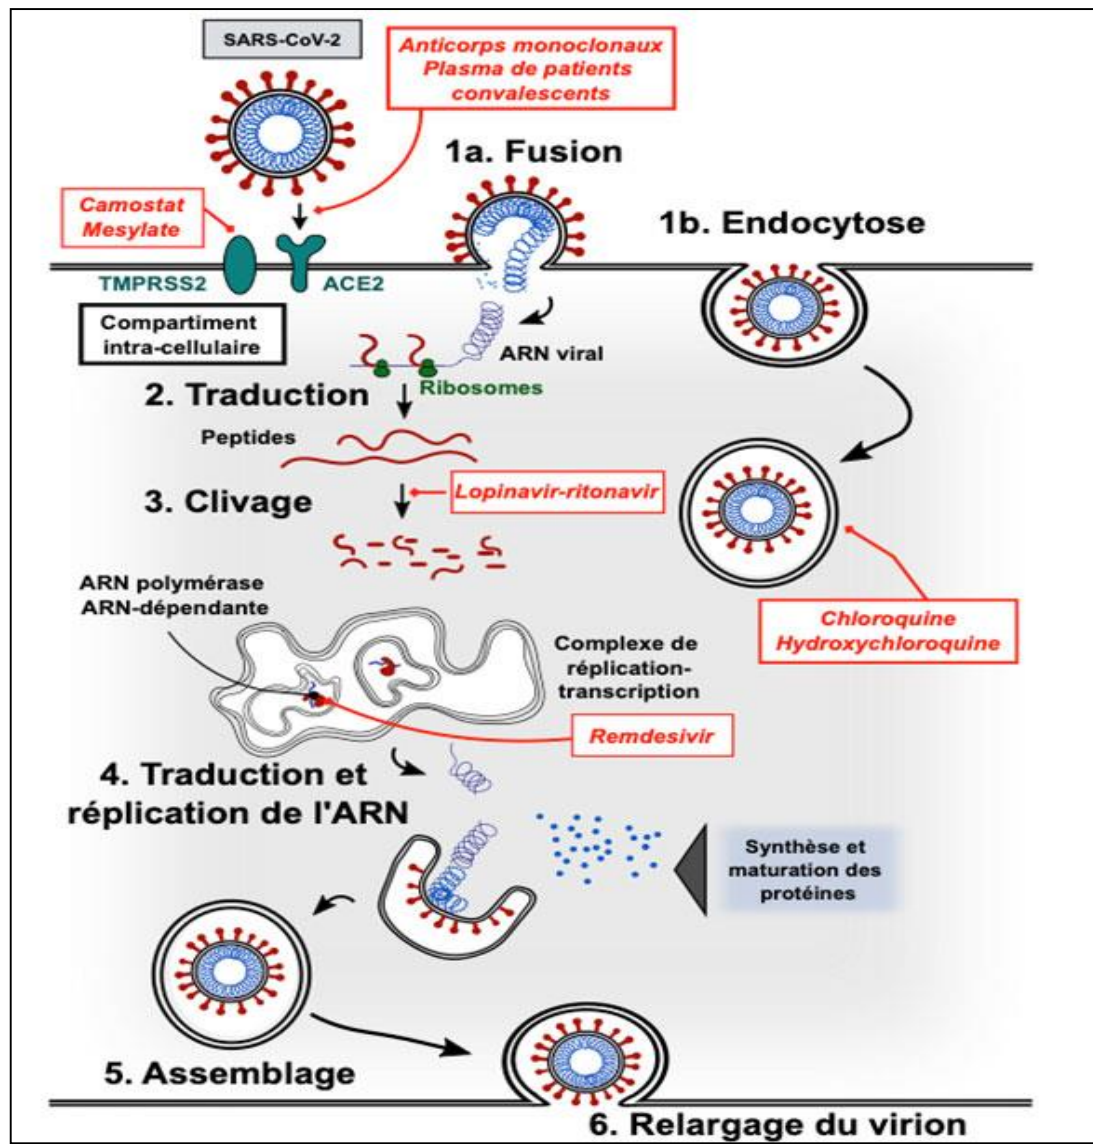 SARS-CoV-2
Anticorps monoclonaux
Plasma de patients
convalescents
1a. Fusion
Camostat
Mesylate
1b. Endocytose
TMPRSS2
ACE2
Compartiment
intra-cellulaire
ARN viral
Ribosomes
2. Traduction
Peptides
Lopinavir-ritonavir
3. Clivage
ARN polymérase
ARN-dépendante
Chloroquine
Hydroxychloroquine
Complexe de
réplication-
transcription
Remdesivir
4. Traduction et
réplication de l'ARN
Synthèse et
maturation des
protéines
5. Assemblage
6. Relargage du virion